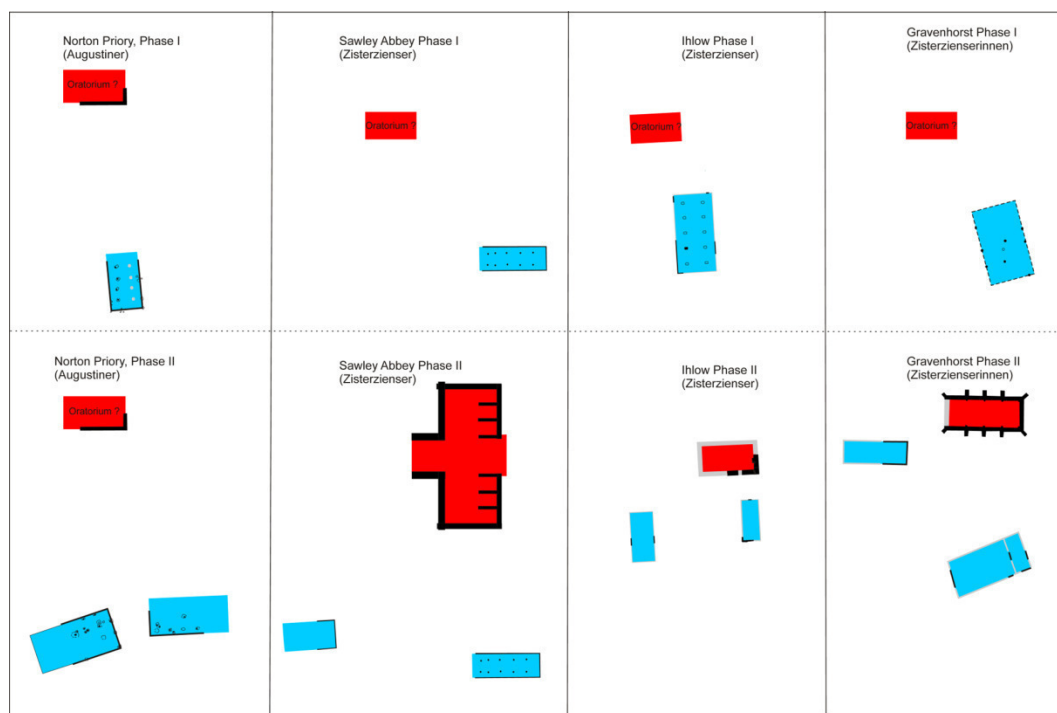 Norton Priory, Phase I
(Augustiner)
Oratorium ?
Sawley Abbey Phase I
(Zisterzienser)
Oratorium ?
Ihlow Phase I
(Zisterzienser)
Oratorium ?
Gravenhorst Phase I
(Zisterzienserinnen)
Oratorium ?
Norton Priory, Phase II
(Augustiner)
Oratorium ?
Sawley Abbey Phase II
(Zisterzienser)
Ihlow Phase II
(Zisterzienser)
Gravenhorst Phase II
(Zisterzienserinnen)